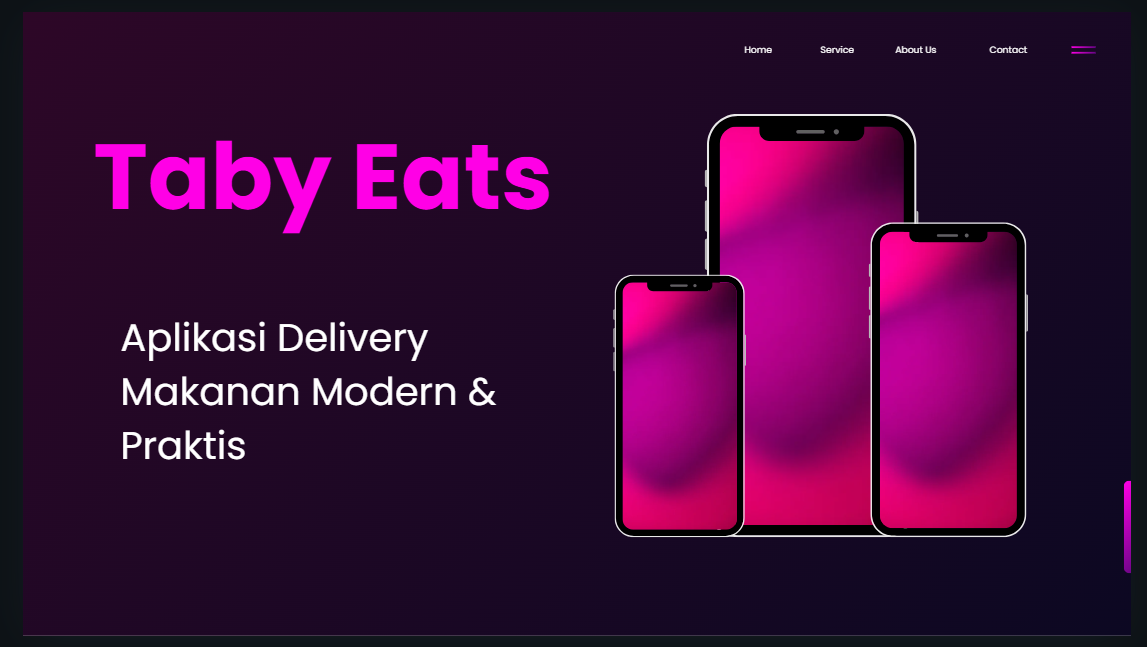 Home Service About Us Contact
Taby Eats
Aplikasi Delivery
Makanan Modern &
Praktis